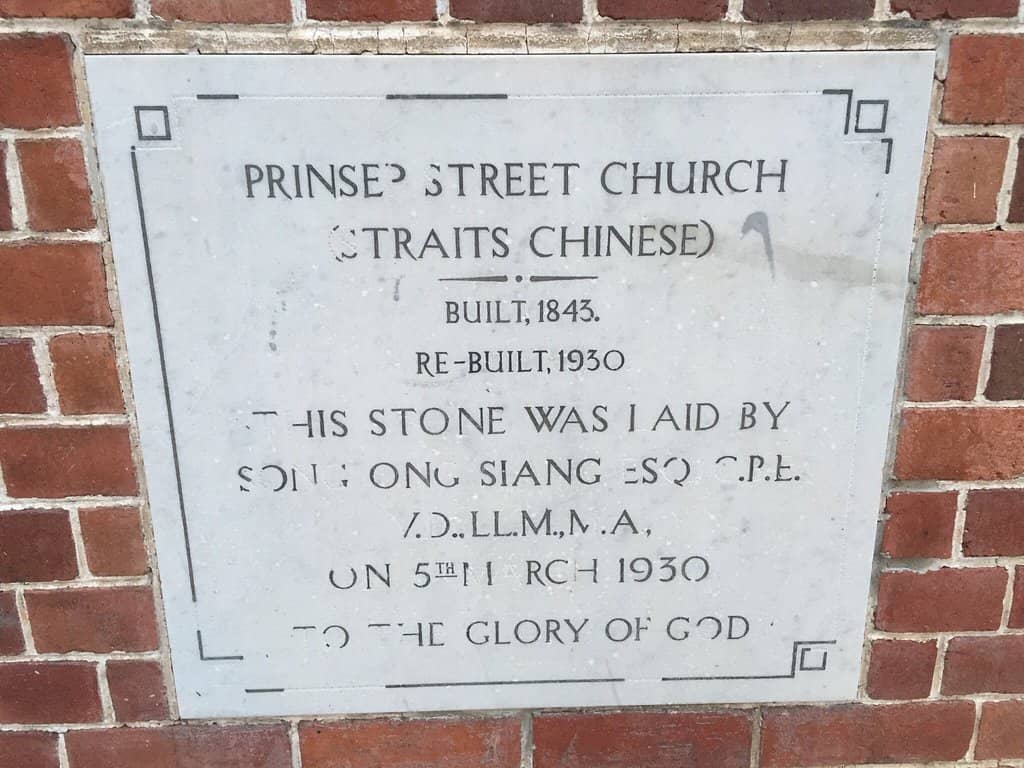 PRINSEP STREET CHURCH
(STRAITS CHINESE)
BUILT, 1843.
RE-BUILT, 1930
THIS STONE WAS LAID BY
SONG ONG SIANG ESQ
V.D., LL.M., M.A,
ON 5TH MARCH 1930
TO THE GLORY OF GOD